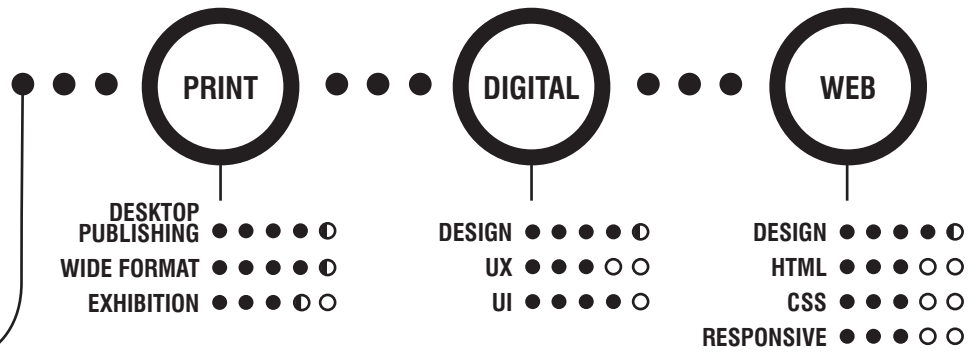 PRINT
DIGITAL
WEB
DESKTOP
PUBLISHING
WIDE FORMAT
EXHIBITION
DESIGN
UX
UI
DESIGN
HTML
CSS
RESPONSIVE